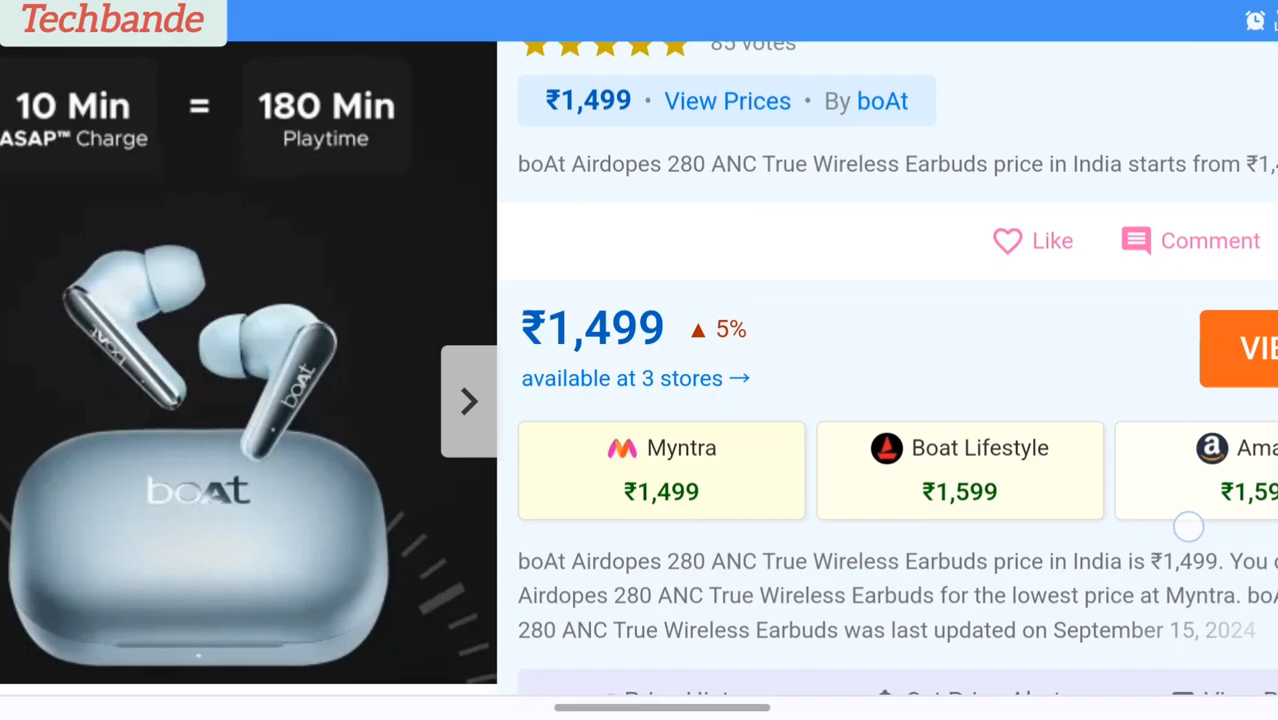 Techbande
10 Min = 180 Min
ASAP™ Charge Playtime
boAt
boAt
boAt
85 votes
₹1,499 • View Prices • By boAt
boAt Airdopes 280 ANC True Wireless Earbuds price in India starts from ₹1,4
Like Comment
₹1,499 ▲ 5%
available at 3 stores →
Myntra
₹1,499
Boat Lifestyle
₹1,599
₹1,59
boAt Airdopes 280 ANC True Wireless Earbuds price in India is ₹1,499. You
Airdopes 280 ANC True Wireless Earbuds for the lowest price at Myntra.
280 ANC True Wireless Earbuds was last updated on September 15, 2024